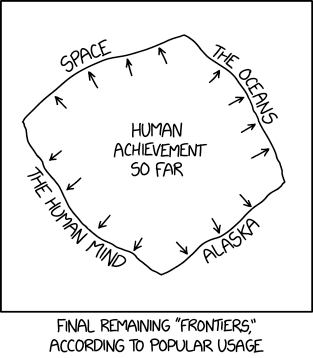 SPACE
THE OCEANS
HUMAN
ACHIEVEMENT
SO FAR
THE HUMAN MIND
ALASKA
FINAL REMAINING "FRONTIERS,"
ACCORDING TO POPULAR USAGE